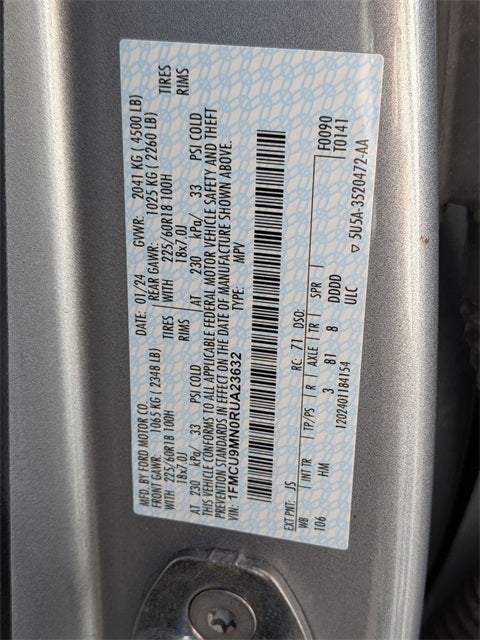 MFD. BY FORD MOTOR CO.
DATE: 01/24 GVWR: 2041 KG ( 4500 LB)
FRONT GAWR: 1065 KG ( 2348 LB) REAR GAWR: 1025 KG ( 2260 LB)
WITH 225/60R18 100H TIRES WITH 225/60R18 100H TIRES
18x7.0J RIMS 18x7.0J RIMS
AT 230 kPa/ 33 PSI COLD AT 230 kPa/ 33 PSI COLD
THIS VEHICLE CONFORMS TO ALL APPLICABLE FEDERAL MOTOR VEHICLE SAFETY AND THEFT
PREVENTION STANDARDS IN EFFECT ON THE DATE OF MANUFACTURE SHOWN ABOVE.
VIN: 1FMCU9MN0RUA23632 TYPE: MPV
F0090
T0141
EXT PNT: JS RC: 71 DSO:
WB INT TR TP/PS R AXLE TR SPR
106 HM 3 81 8 DDDD
ULC
1202401184154
▽ 5U5A-3520472-AA